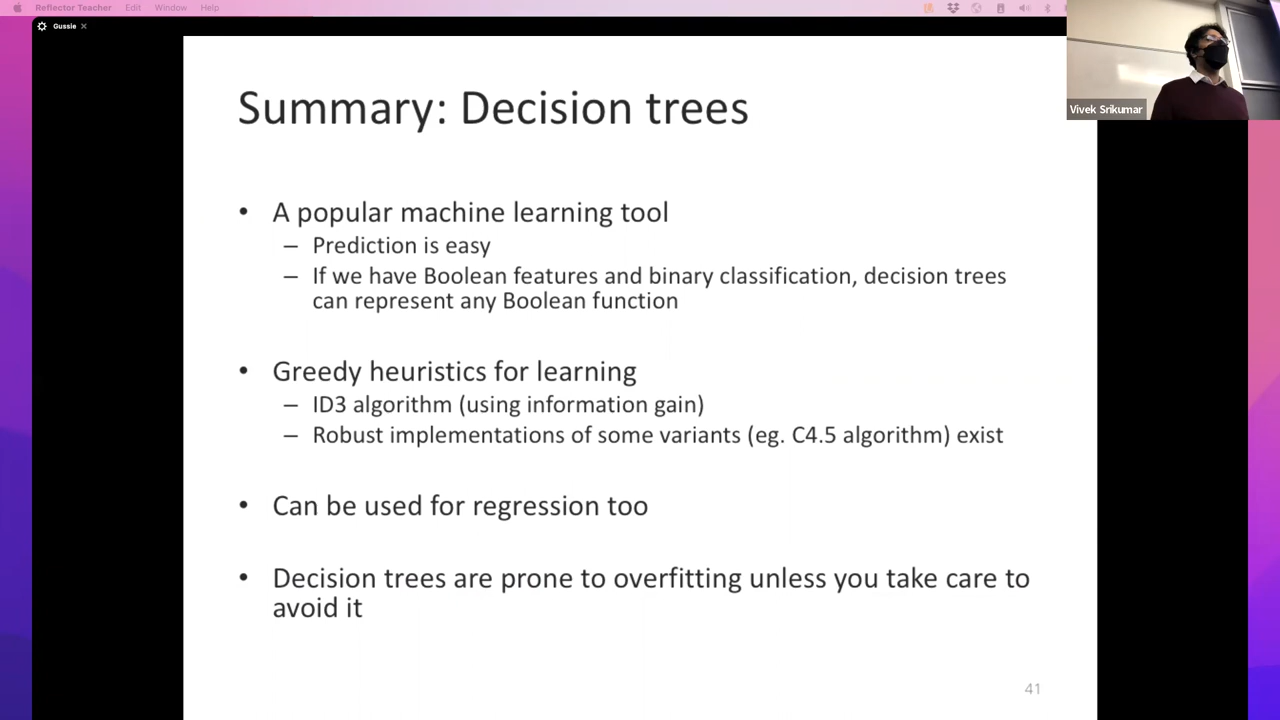 Reflector Teacher Edit Window Help
Gussie
Vivek Srikumar
Summary: Decision trees
• A popular machine learning tool
– Prediction is easy
– If we have Boolean features and binary classification, decision trees
can represent any Boolean function
• Greedy heuristics for learning
– ID3 algorithm (using information gain)
– Robust implementations of some variants (eg. C4.5 algorithm) exist
• Can be used for regression too
• Decision trees are prone to overfitting unless you take care to
avoid it
41